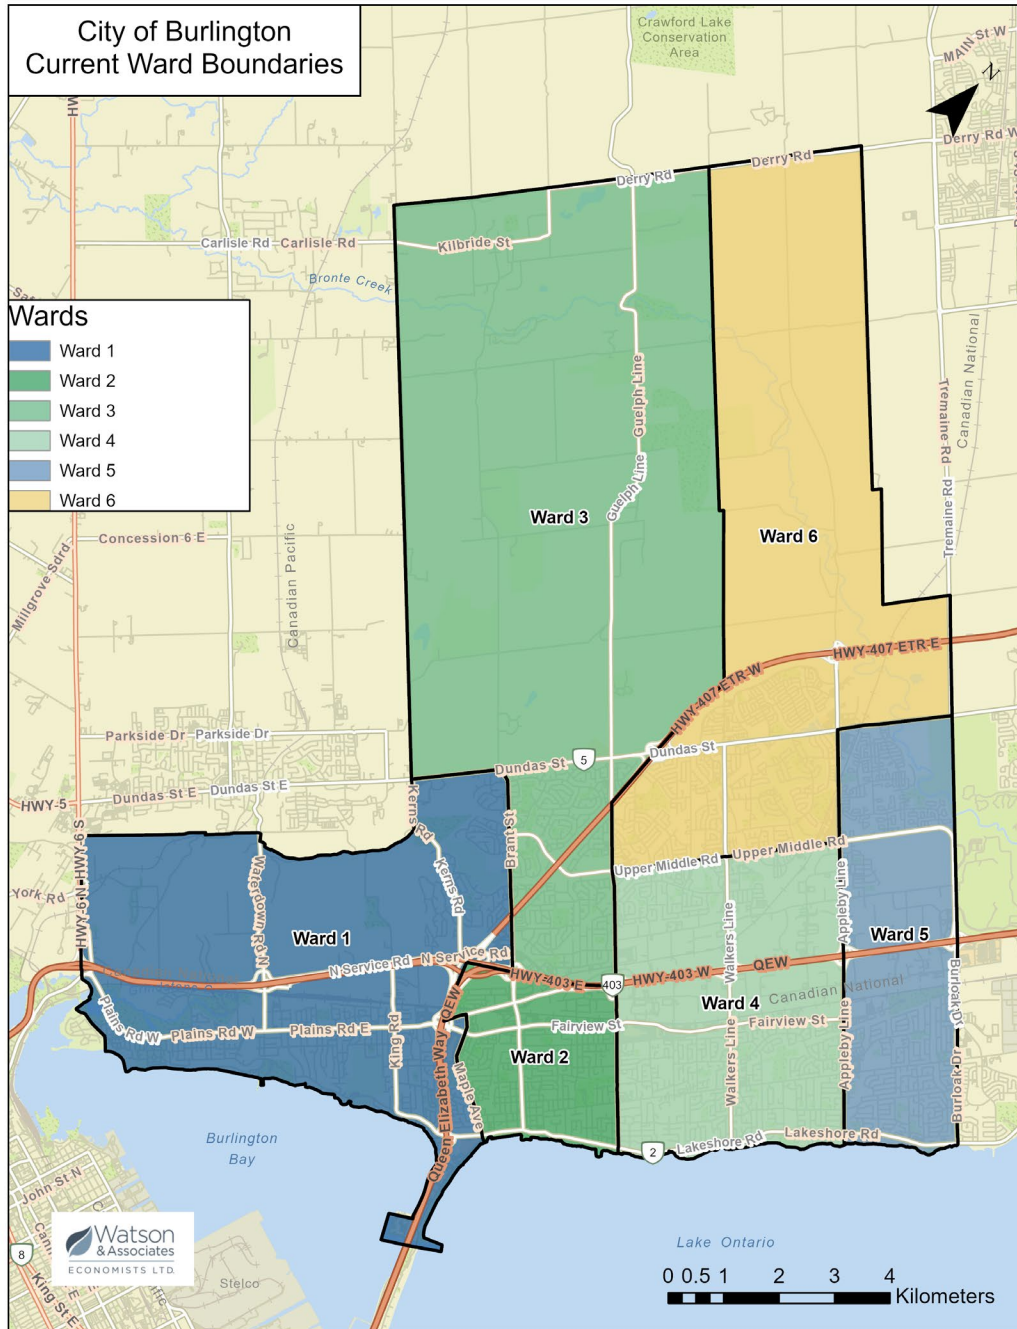 City of Burlington
Current Ward Boundaries
Crawford Lake
Conservation
Area
MAIN St W
N
HW
Derry Rd W
Derry Rd
Derry Rd
Carlisle Rd
Carlisle Rd
Kilbride St
Bronte Creek
Wards
Ward 1
Ward 2
Ward 3
Ward 4
Ward 5
Ward 6
Canadian National
Guelph Line
Tremaine Rd
Guelph Line
Tremaine Rd
Ward 3
Ward 6
Concession 6 E
Millgrove Sdrd
Canadian Pacific
HWY-407 ETR E
HWY-407 ETR W
Parkside Dr
Parkside Dr
Dundas St
5
Dundas St
HWY-5
Dundas St E
Dundas St E
Kerns Rd
Brant St
HWY-6 S
HWY-6 N
York Rd
Waterdown Rd N
Kerns Rd
Upper Middle Rd
Upper Middle Rd
Walkers Line
Appleby Line
Ward 1
Ward 5
N Service Rd
N Service Rd
HWY-403 E
403
HWY-403 W
QEW
QEW
Canadian National
Ward 4
Plains Rd W
Plains Rd W
Plains Rd E
King Rd
Fairview St
Fairview St
Ward 2
Queen Elizabeth Way
Maple Ave
Walkers Line
Appleby Line
Burloak Dr
Burloak Dr
Lakeshore Rd
Lakeshore Rd
2
Burlington
Bay
John St N
Watson
& Associates
ECONOMISTS LTD.
8
King St E
Stelco
Lake Ontario
0 0.5 1 2 3 4
Kilometers